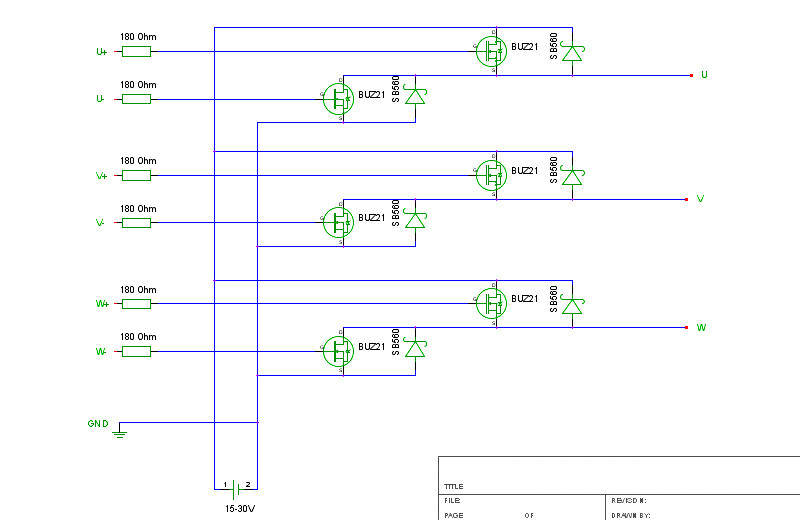 180 Ohm
U+
G
D
S
BUZ21
SB560
U
180 Ohm
U-
G
D
S
BUZ21
SB560
180 Ohm
V+
G
D
S
BUZ21
SB560
V
180 Ohm
V-
G
D
S
BUZ21
SB560
180 Ohm
W+
G
D
S
BUZ21
SB560
W
180 Ohm
W-
G
D
S
BUZ21
SB560
GND
1 2
15-30V
TITLE
FILE: REVISION:
PAGE OF DRAWN BY: